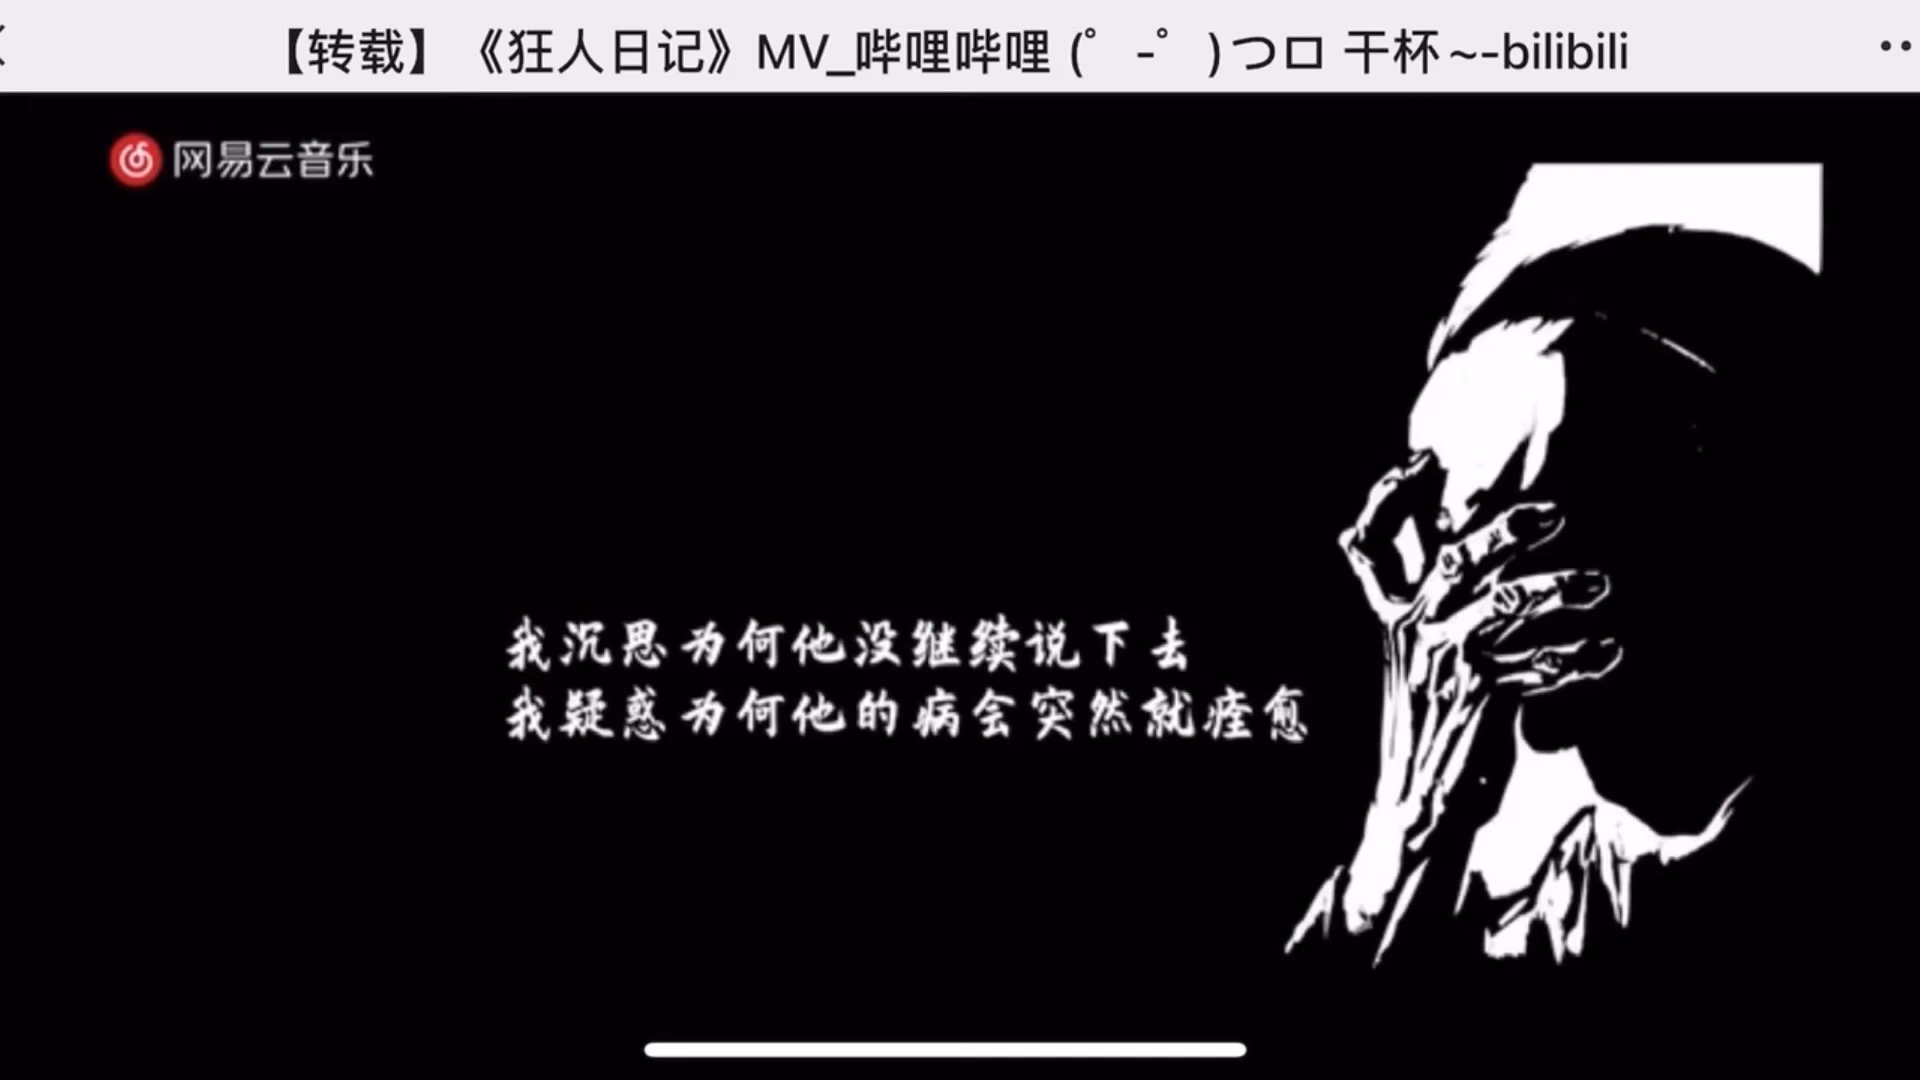 【转载】《狂人日记》MV_哔哩哔哩 (゜-゜)つロ 干杯~-bilibili
网易云音乐
我沉思为何他没继续说下去
我疑惑为何他的病会突然就痊愈